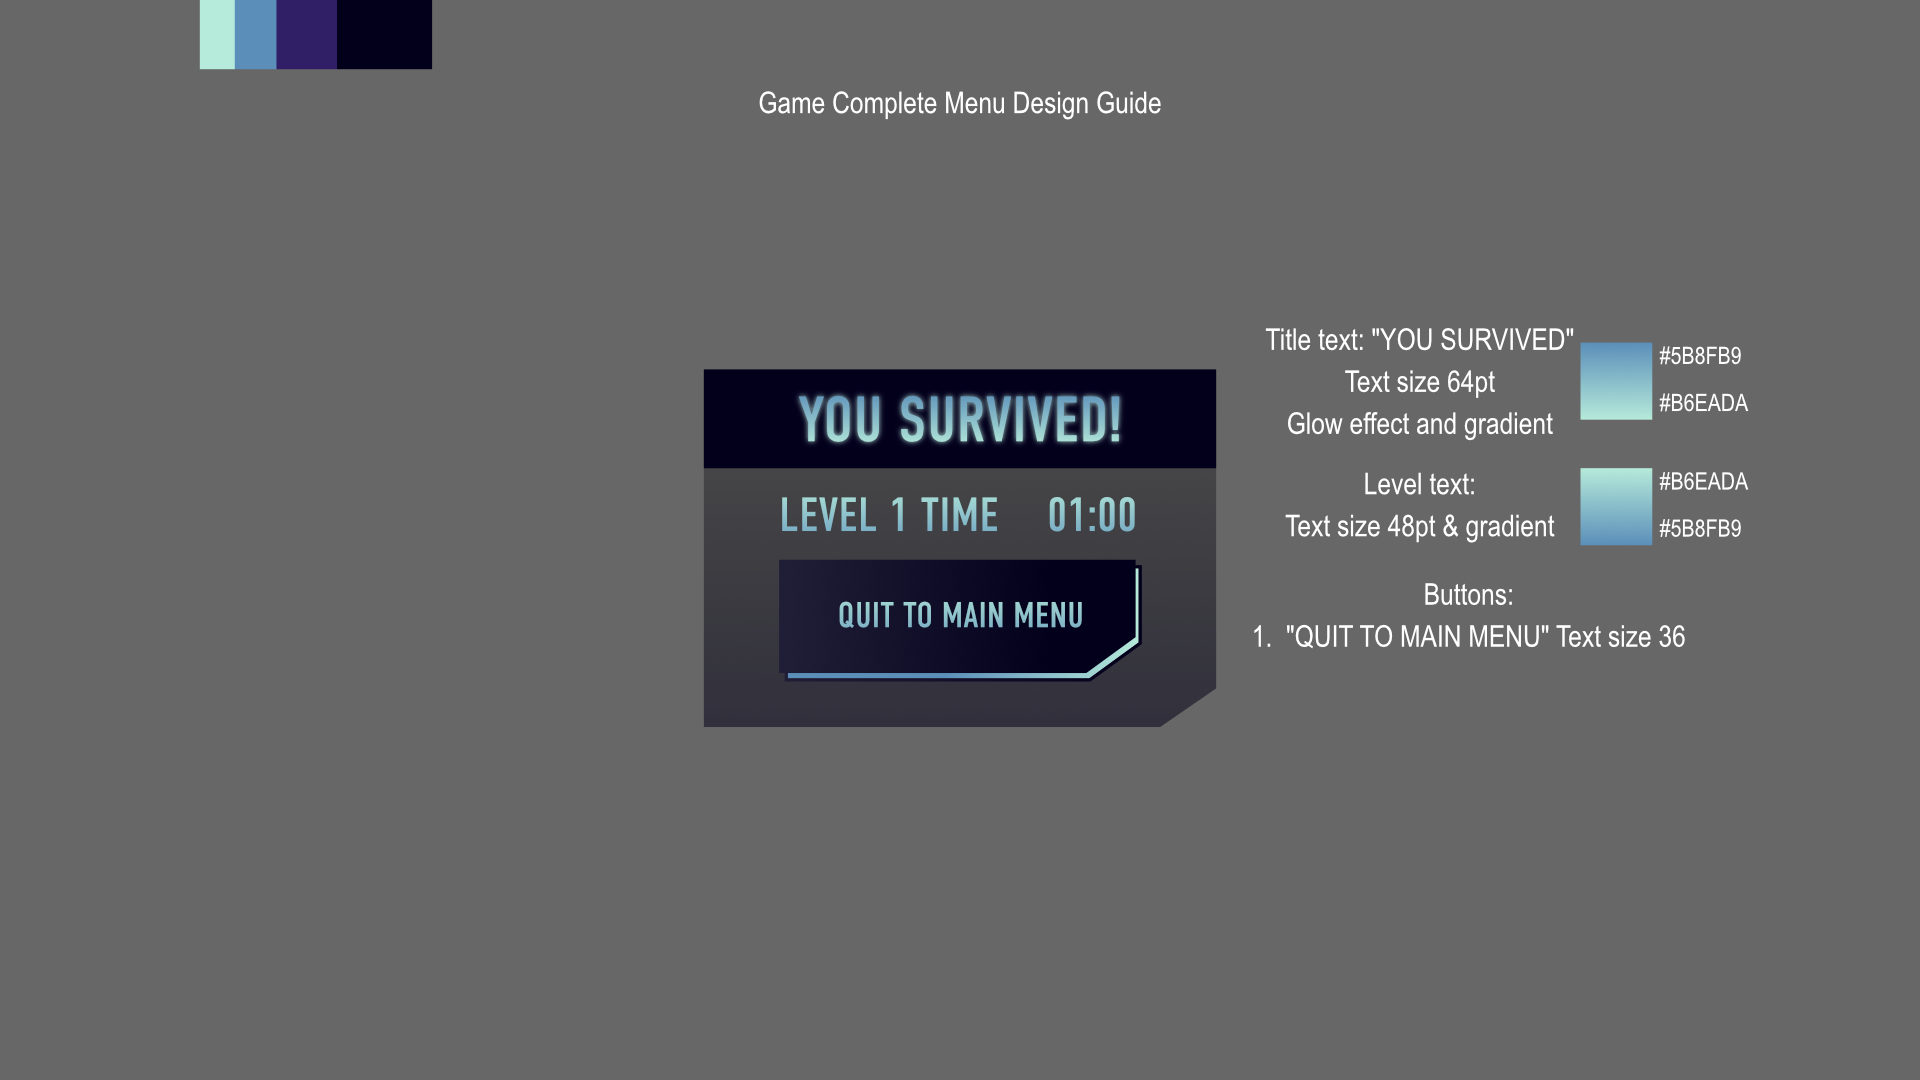 Game Complete Menu Design Guide
YOU SURVIVED!
LEVEL 1 TIME 01:00
QUIT TO MAIN MENU
Title text: "YOU SURVIVED"
Text size 64pt
Glow effect and gradient
#5B8FB9
#B6EADA
Level text:
Text size 48pt & gradient
#B6EADA
#5B8FB9
Buttons:
1. "QUIT TO MAIN MENU" Text size 36